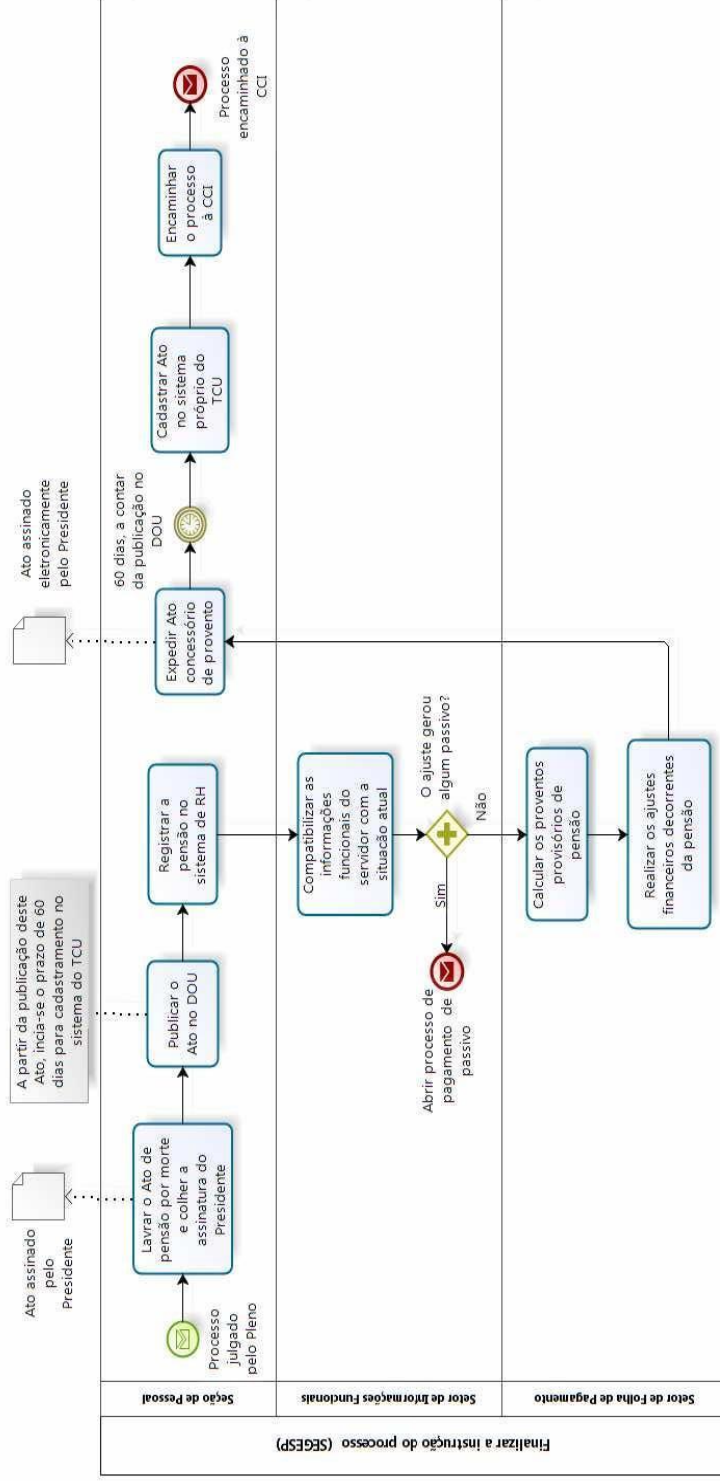 Finalizar a instrução do processo (SEGESP)
Seção de Pessoal
Setor de Informações Funcionais
Setor de Folha de Pagamento
Ato assinado
pelo
Presidente
A partir da publicação deste
Ato, incia-se o prazo de 60
dias para cadastramento no
sistema do TCU
Ato assinado
eletronicamente
pelo Presidente
Processo
julgado
pelo Pleno
Lavrar o Ato de
pensão por morte
e colher a
assinatura do
Presidente
Publicar o
Ato no DOU
Registrar a
pensão no
sistema de RH
Expedir Ato
concessório
de provento
60 dias, a contar
da publicação no
DOU
Cadastrar Ato
no sistema
próprio do
TCU
Encaminhar
o processo
à CCI
Processo
encaminhado à
CCI
Compatibilizar as
informações
funcionais do
servidor com a
situacão atual
O ajuste gerou
algum passivo?
Sim
Não
Abrir processo de
pagamento de
passivo
Calcular os proventos
provisórios de
pensão
Realizar os ajustes
financeiros decorrentes
da pensão